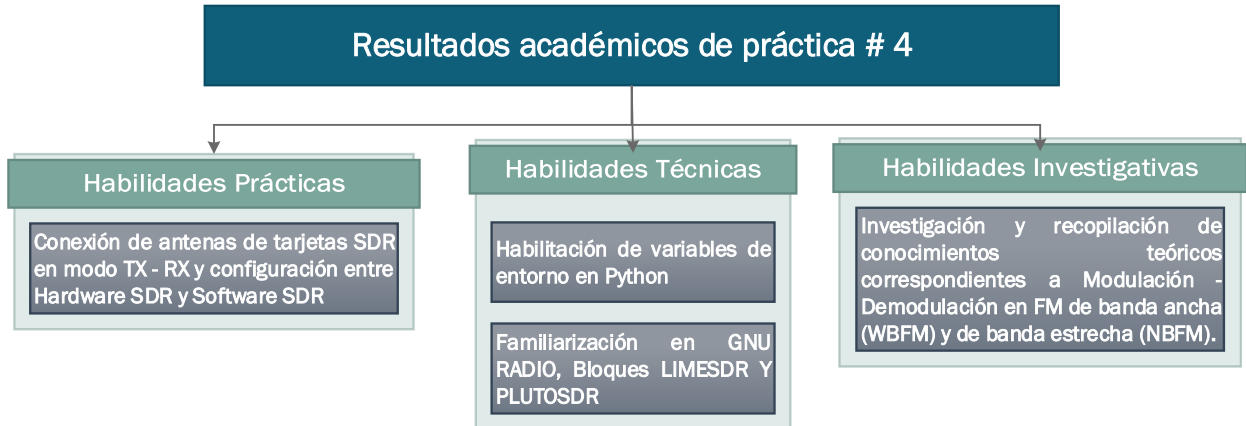 Resultados académicos de práctica # 4
Habilidades Prácticas
Conexión de antenas de tarjetas SDR
en modo TX - RX y configuración entre
Hardware SDR y Software SDR
Habilidades Técnicas
Habilitación de variables de
entorno en Python
Familiarización en GNU
RADIO, Bloques LIMESDR Y
PLUTOSDR
Habilidades Investigativas
Investigación y recopilación de
conocimientos teóricos
correspondientes a Modulación -
Demodulación en FM de banda ancha
(WBFM) y de banda estrecha (NBFM).